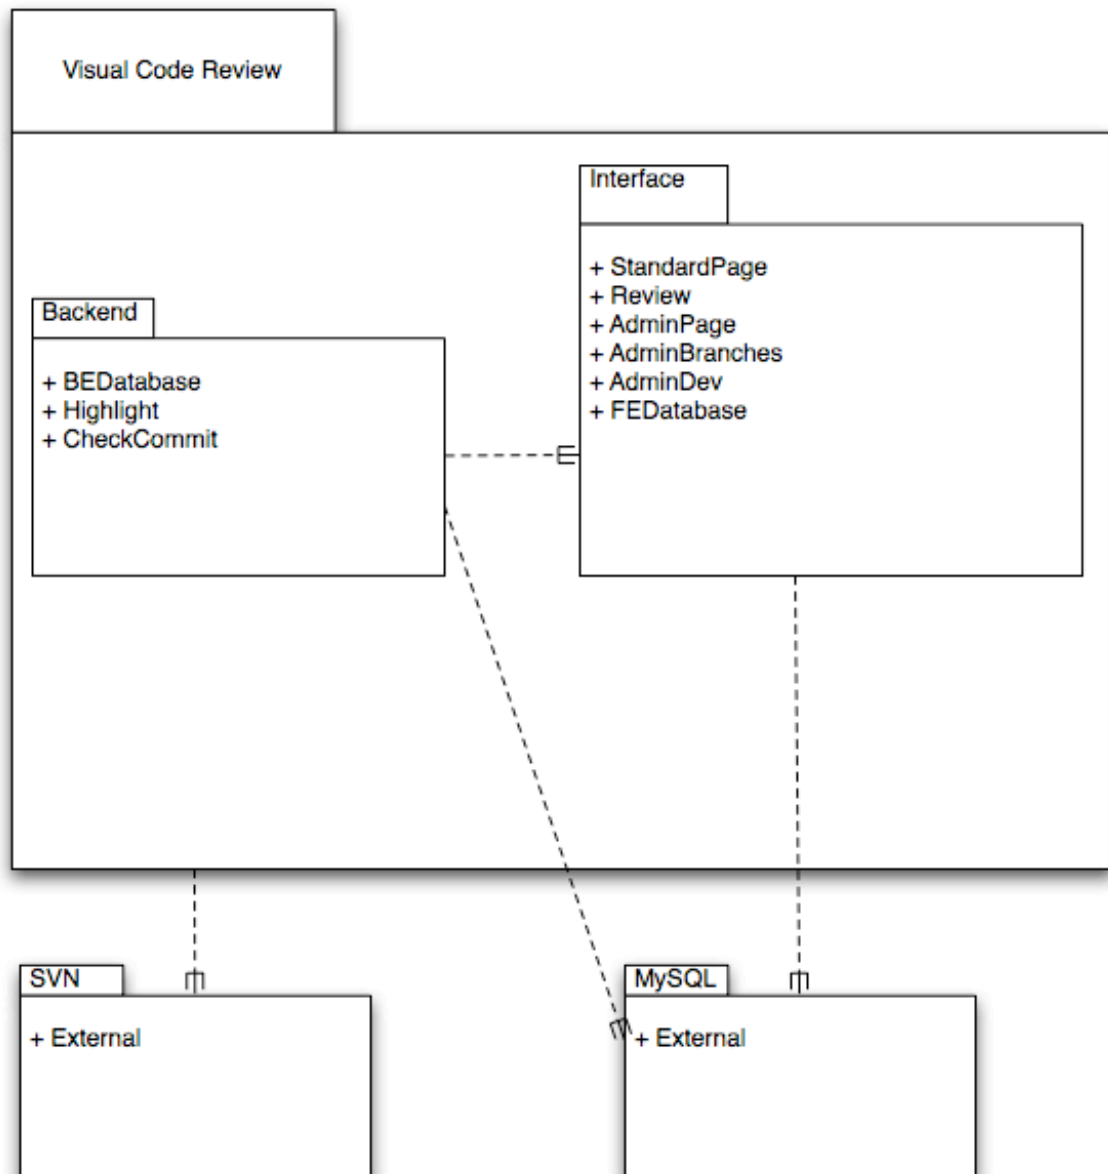 Visual Code Review
Interface
+ StandardPage
+ Review
+ AdminPage
+ AdminBranches
+ AdminDev
+ FEDatabase
Backend
+ BEDatabase
+ Highlight
+ CheckCommit
SVN
+ External
MySQL
+ External